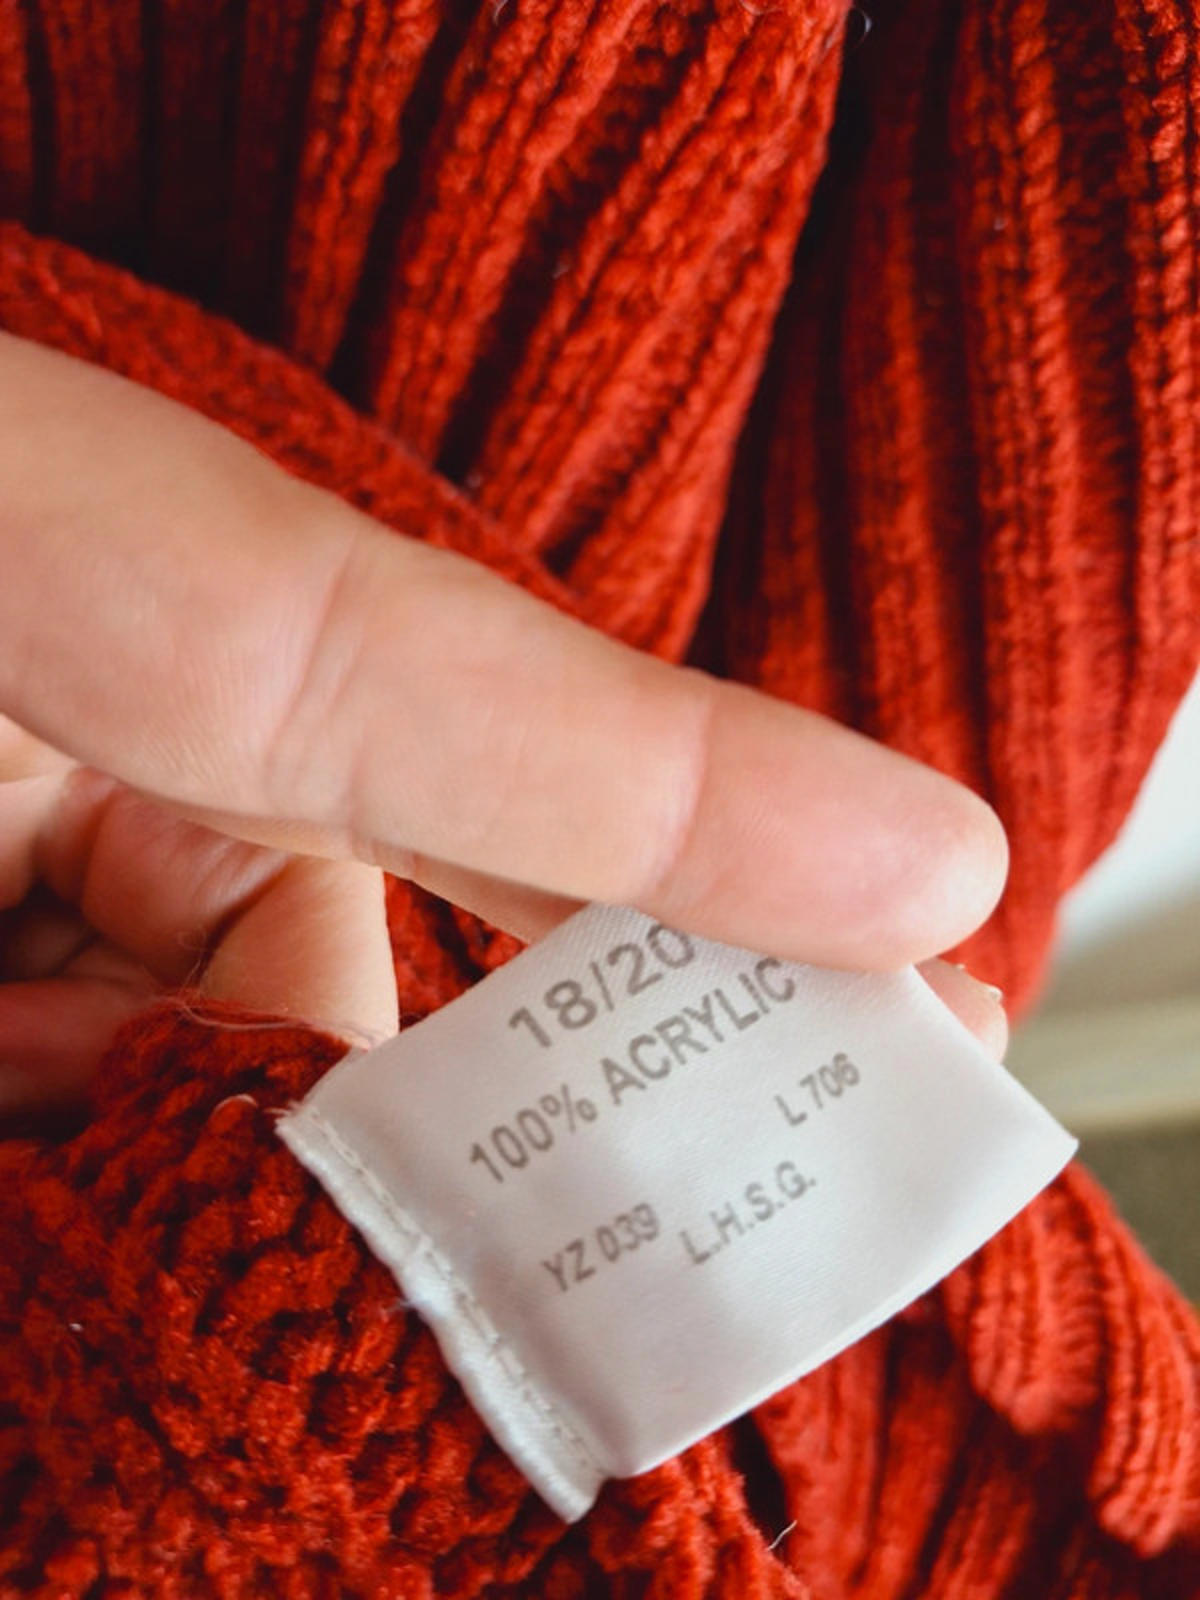 18/20
100% ACRYLIC
L 706
YZ 039 L.H.S.G.